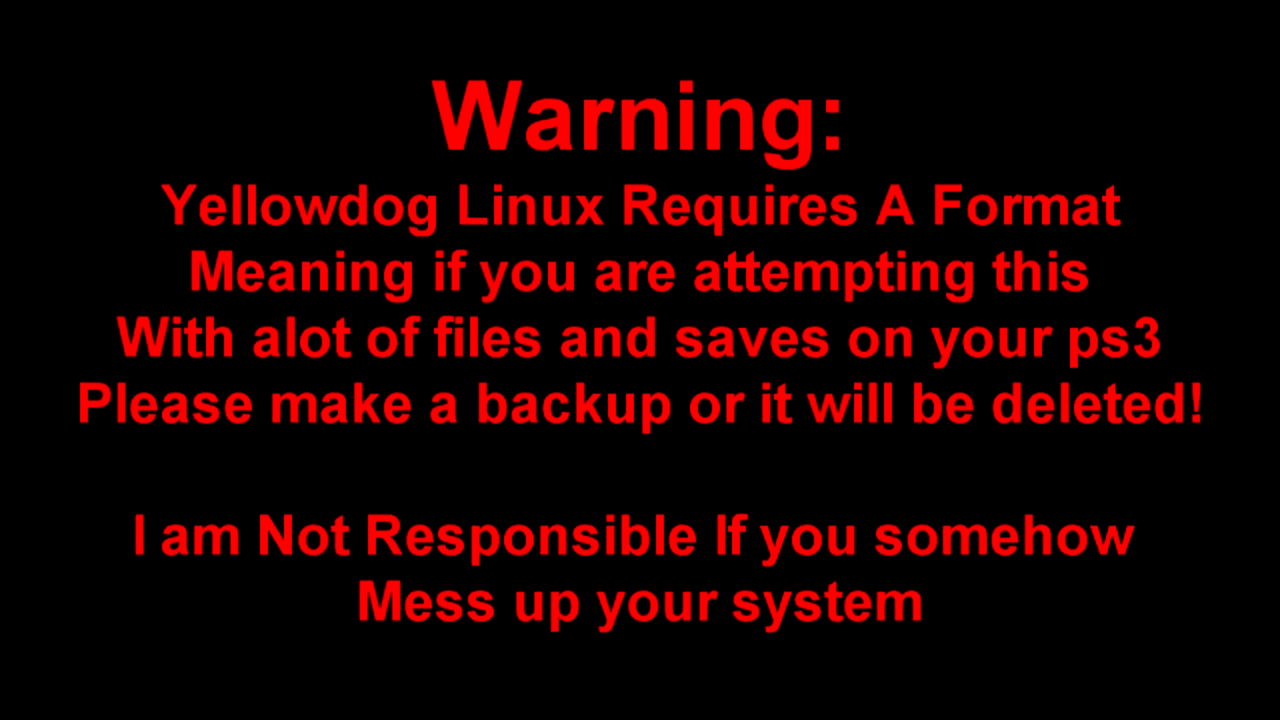 Warning:
Yellowdog Linux Requires A Format
Meaning if you are attempting this
With alot of files and saves on your ps3
Please make a backup or it will be deleted!
I am Not Responsible If you somehow
Mess up your system